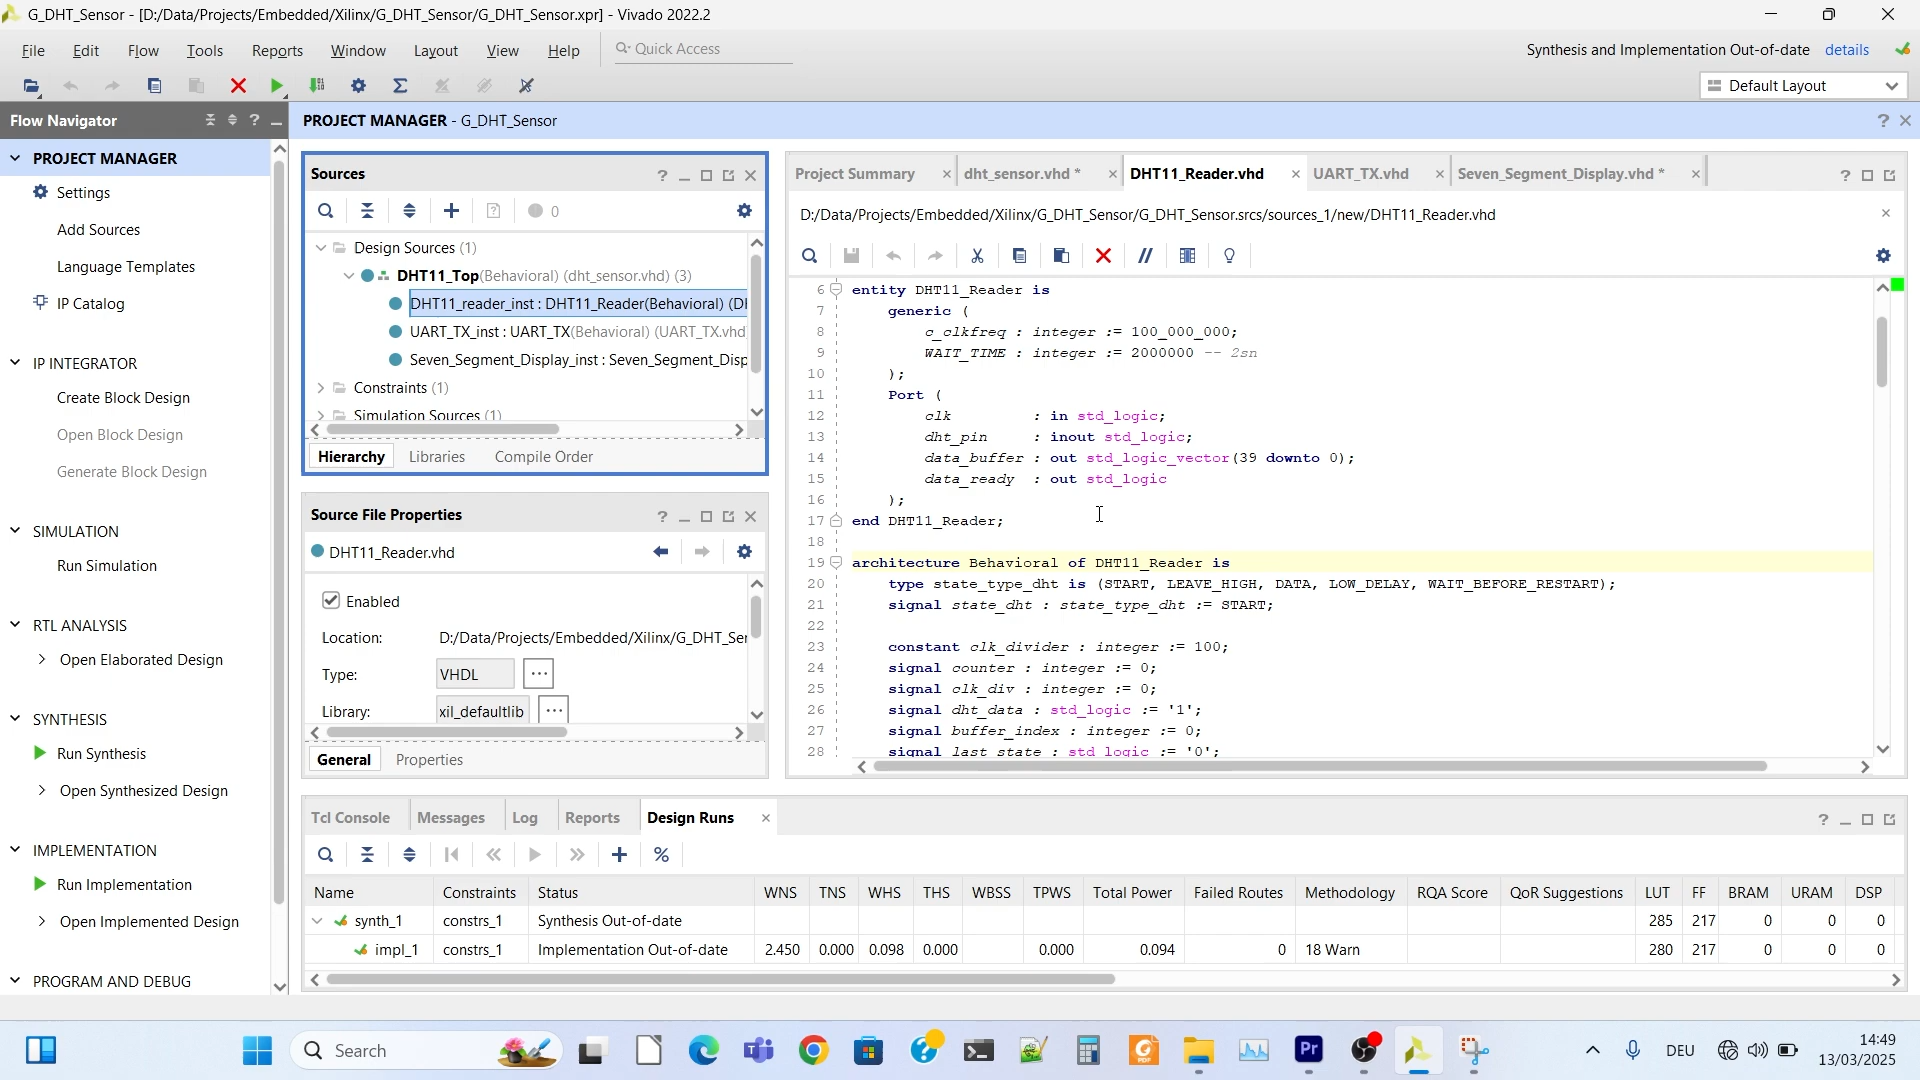 G_DHT_Sensor - [D:/Data/Projects/Embedded/Xilinx/G_DHT_Sensor/G_DHT_Sensor.xpr] - Vivado 2022.2
File Edit Flow Tools Reports Window Layout View Help Quick Access
Synthesis and Implementation Out-of-date details
Default Layout
Flow Navigator
PROJECT MANAGER
Settings
Add Sources
Language Templates
IP Catalog
IP INTEGRATOR
Create Block Design
Open Block Design
Generate Block Design
SIMULATION
Run Simulation
RTL ANALYSIS
Open Elaborated Design
SYNTHESIS
Run Synthesis
Open Synthesized Design
IMPLEMENTATION
Run Implementation
Open Implemented Design
PROGRAM AND DEBUG
PROJECT MANAGER - G_DHT_Sensor
Sources
0
Design Sources (1)
DHT11_Top(Behavioral) (dht_sensor.vhd) (3)
DHT11_reader_inst : DHT11_Reader(Behavioral) (D
UART_TX_inst : UART_TX(Behavioral) (UART_TX.vhd
Seven_Segment_Display_inst : Seven_Segment_Disp
Constraints (1)
Simulation Sources (1)
Hierarchy Libraries Compile Order
Source File Properties
DHT11_Reader.vhd
Enabled
Location: D:/Data/Projects/Embedded/Xilinx/G_DHT_Ser
Type: VHDL
Library: xil_defaultlib
General Properties
Project Summary dht_sensor.vhd * DHT11_Reader.vhd UART_TX.vhd Seven_Segment_Display.vhd *
D:/Data/Projects/Embedded/Xilinx/G_DHT_Sensor/G_DHT_Sensor.srcs/sources_1/new/DHT11_Reader.vhd
6 entity DHT11_Reader is
7 generic (
8 c_clkfreq : integer := 100_000_000;
9 WAIT_TIME : integer := 2000000 -- 2sn
10 );
11 Port (
12 clk : in std_logic;
13 dht_pin : inout std_logic;
14 data_buffer : out std_logic_vector(39 downto 0);
15 data_ready : out std_logic
16 );
17 end DHT11_Reader;
18
19 architecture Behavioral of DHT11_Reader is
20 type state_type_dht is (START, LEAVE_HIGH, DATA, LOW_DELAY, WAIT_BEFORE_RESTART);
21 signal state_dht : state_type_dht := START;
22
23 constant clk_divider : integer := 100;
24 signal counter : integer := 0;
25 signal clk_div : integer := 0;
26 signal dht_data : std_logic := '1';
27 signal buffer_index : integer := 0;
28 signal last_state : std_logic := '0';
Tcl Console Messages Log Reports Design Runs
Name Constraints Status WNS TNS WHS THS WBSS TPWS Total Power Failed Routes Methodology RQA Score QoR Suggestions LUT FF BRAM URAM DSP
synth_1 constrs_1 Synthesis Out-of-date 285 217 0 0 0
impl_1 constrs_1 Implementation Out-of-date 2.450 0.000 0.098 0.000 0.000 0.094 0 18 Warn 280 217 0 0 0
Search
DEU
14:49
13/03/2025